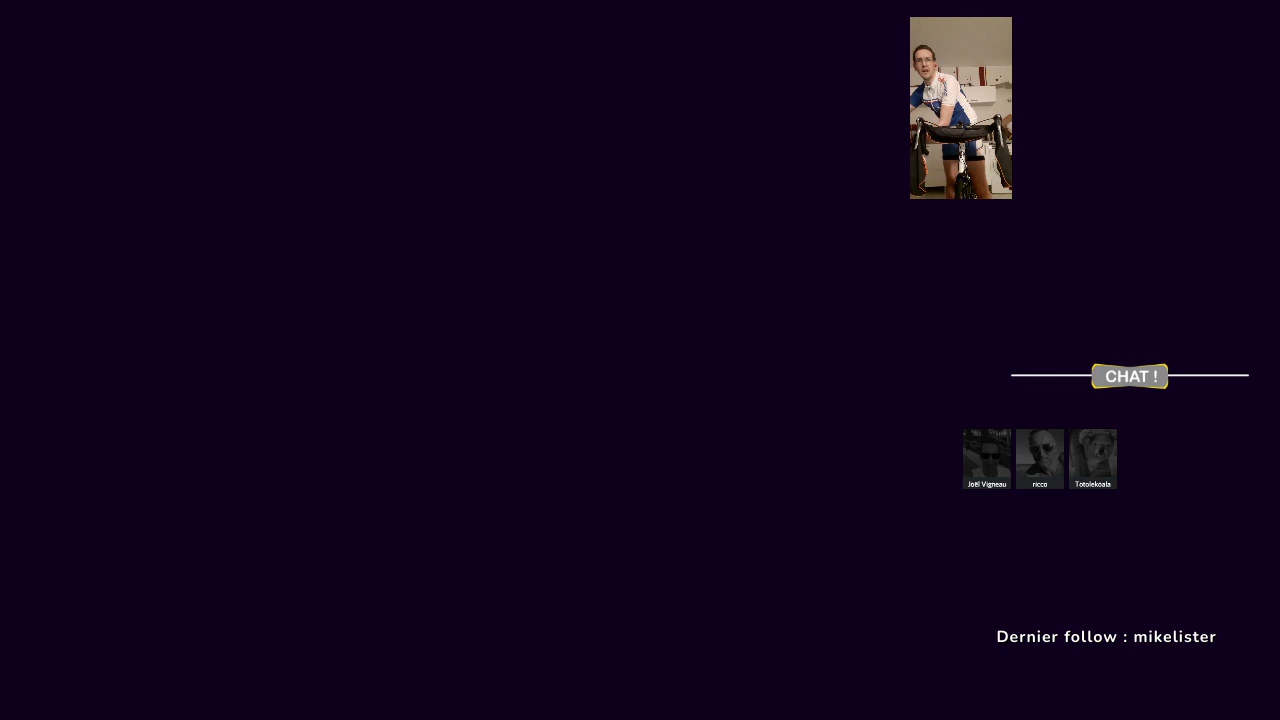 CHAT !
Joël Vigneau
ricco
Totolekoala
Dernier follow : mikelister